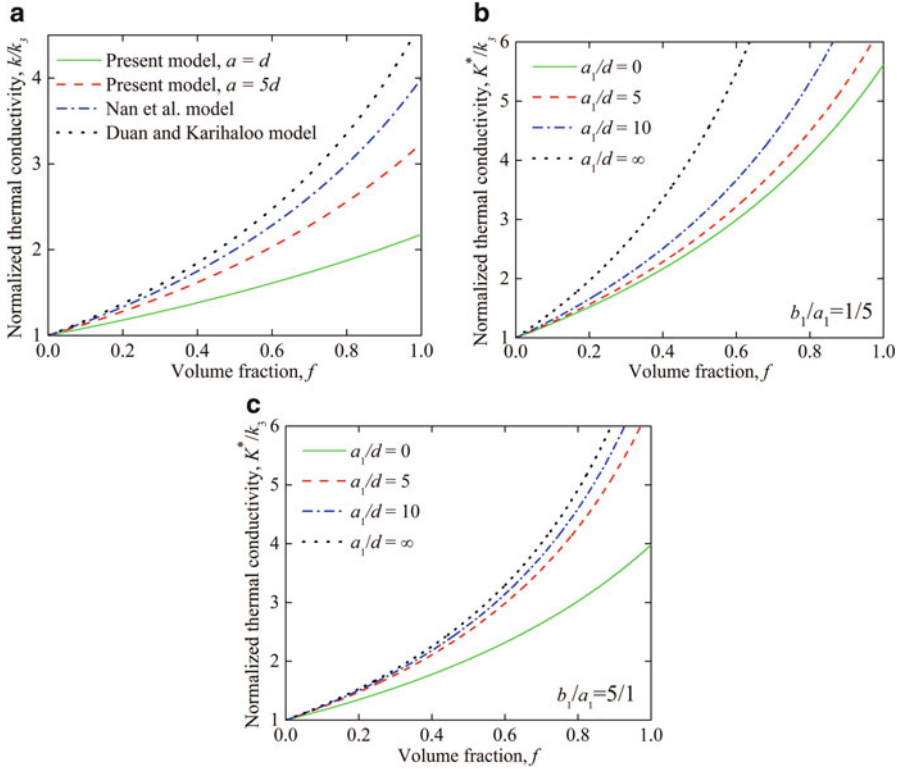 a
Normalized thermal conductivity, k/k₃
4
3
2
1
Present model, a = d
Present model, a = 5d
Nan et al. model
Duan and Karihaloo model
0.0 0.2 0.4 0.6 0.8 1.0
Volume fraction, f
b
Normalized thermal conductivity, K*/k₃
6
5
4
3
2
1
a₁/d = 0
a₁/d = 5
a₁/d = 10
a₁/d = ∞
b₁/a₁=1/5
0.0 0.2 0.4 0.6 0.8 1.0
Volume fraction, f
c
Normalized thermal conductivity, K*/k₃
6
5
4
3
2
1
a₁/d = 0
a₁/d = 5
a₁/d = 10
a₁/d = ∞
b₁/a₁=5/1
0.0 0.2 0.4 0.6 0.8 1.0
Volume fraction, f